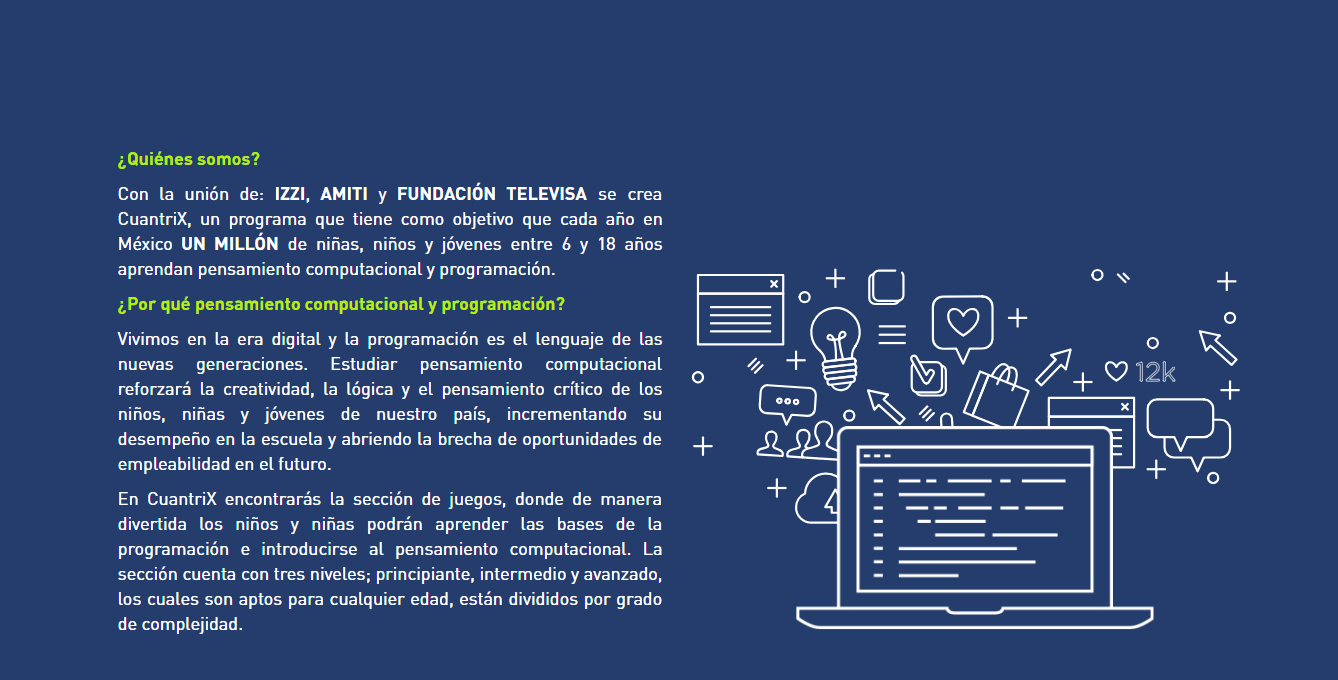 ¿Quiénes somos?
Con la unión de: IZZI, AMITI y FUNDACIÓN TELEVISA se crea
CuantriX, un programa que tiene como objetivo que cada año en
México UN MILLÓN de niñas, niños y jóvenes entre 6 y 18 años
aprendan pensamiento computacional y programación.
¿Por qué pensamiento computacional y programación?
Vivimos en la era digital y la programación es el lenguaje de las
nuevas generaciones. Estudiar pensamiento computacional
reforzará la creatividad, la lógica y el pensamiento crítico de los
niños, niñas y jóvenes de nuestro país, incrementando su
desempeño en la escuela y abriendo la brecha de oportunidades de
empleabilidad en el futuro.
En CuantriX encontrarás la sección de juegos, donde de manera
divertida los niños y niñas podrán aprender las bases de la
programación e introducirse al pensamiento computacional. La
sección cuenta con tres niveles; principiante, intermedio y avanzado,
los cuales son aptos para cualquier edad, están divididos por grado
de complejidad.
12k